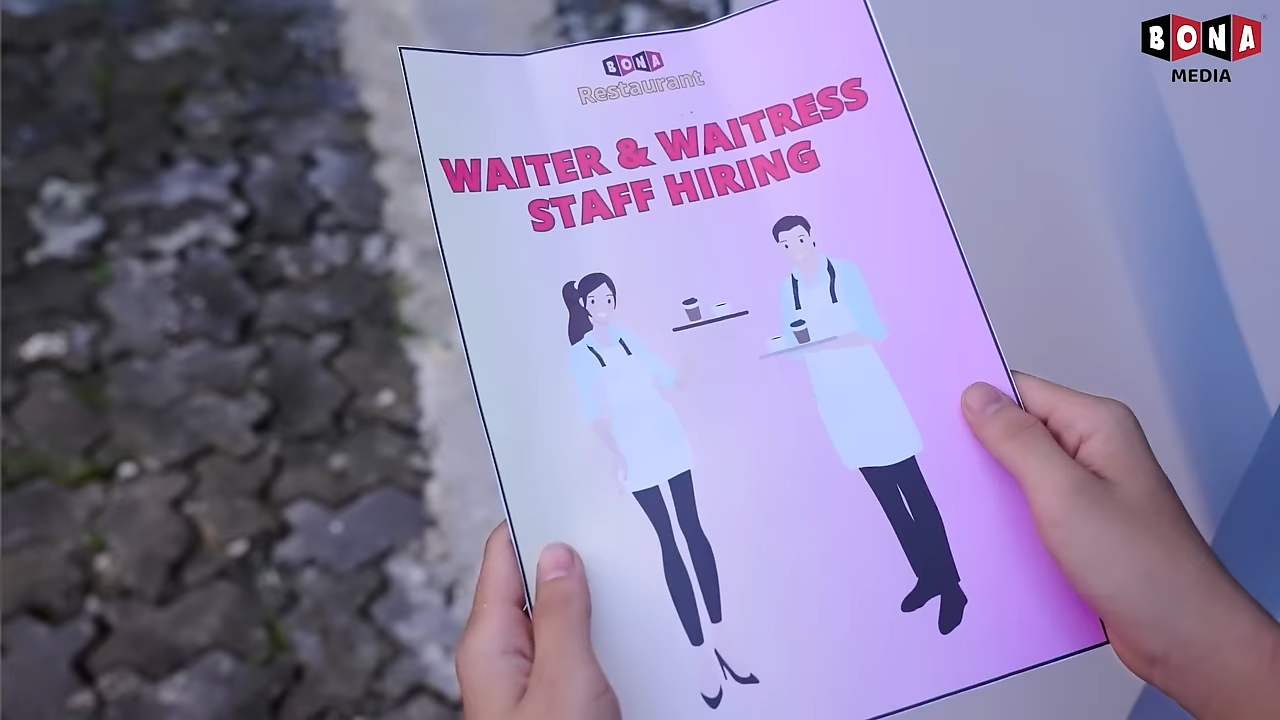 BONA
Restaurant
WAITER & WAITRESS
STAFF HIRING
BONA
MEDIA